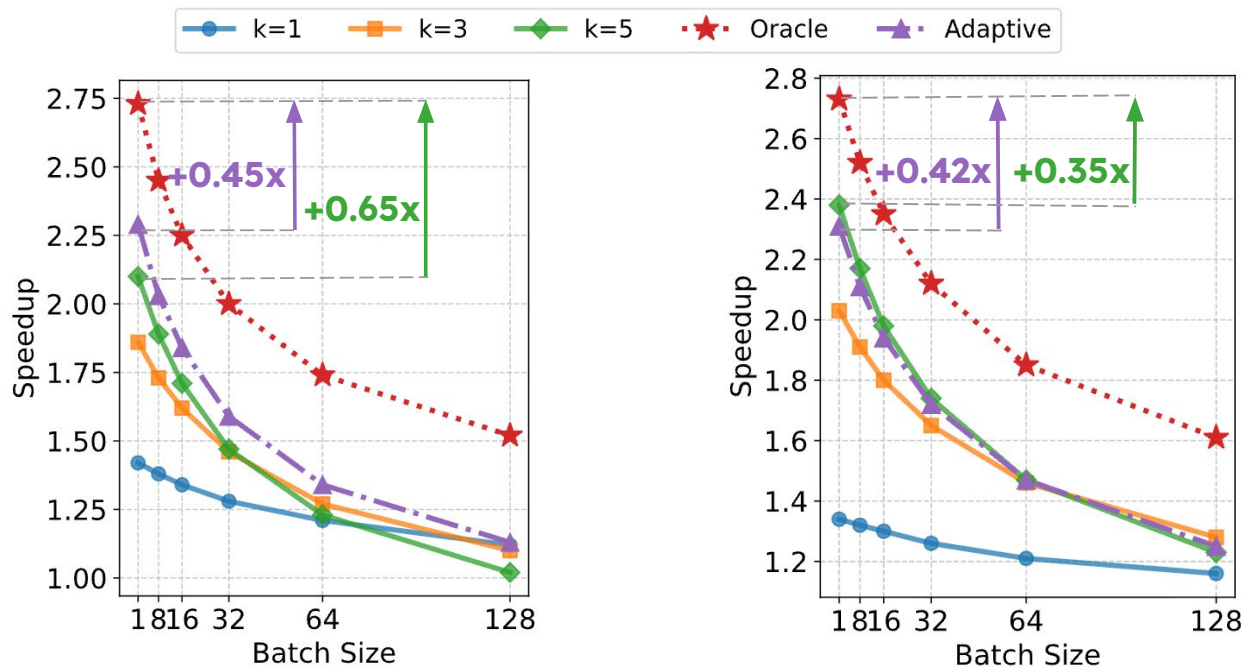 k=1 k=3 k=5 Oracle Adaptive
2.75
2.50
2.25
2.00
1.75
1.50
1.25
1.00
Speedup
+0.45x
+0.65x
1 8 16 32 64 128
Batch Size
2.8
2.6
2.4
2.2
2.0
1.8
1.6
1.4
1.2
Speedup
+0.42x
+0.35x
1 8 16 32 64 128
Batch Size